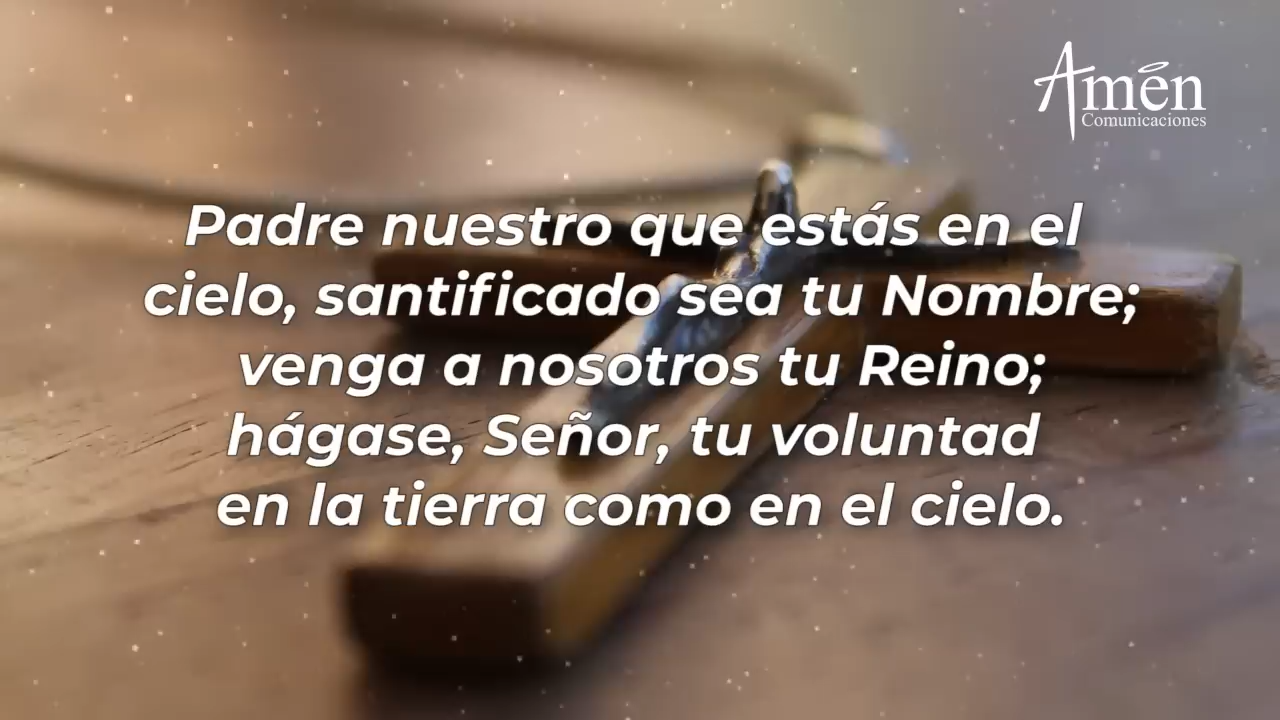 Amén
Comunicaciones
Padre nuestro que estás en el
cielo, santificado sea tu Nombre;
venga a nosotros tu Reino;
hágase, Señor, tu voluntad
en la tierra como en el cielo.